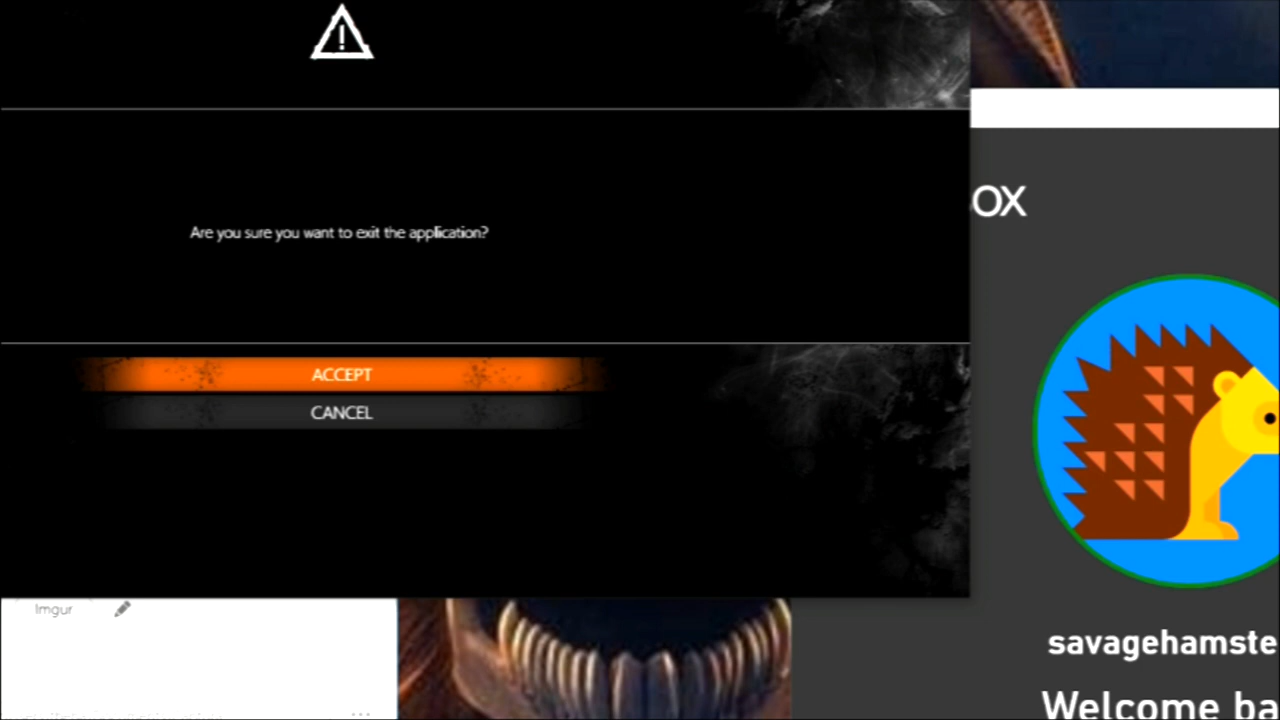 Are you sure you want to exit the application?
OX
ACCEPT
CANCEL
Imgur
savagehamste
Welcome ba